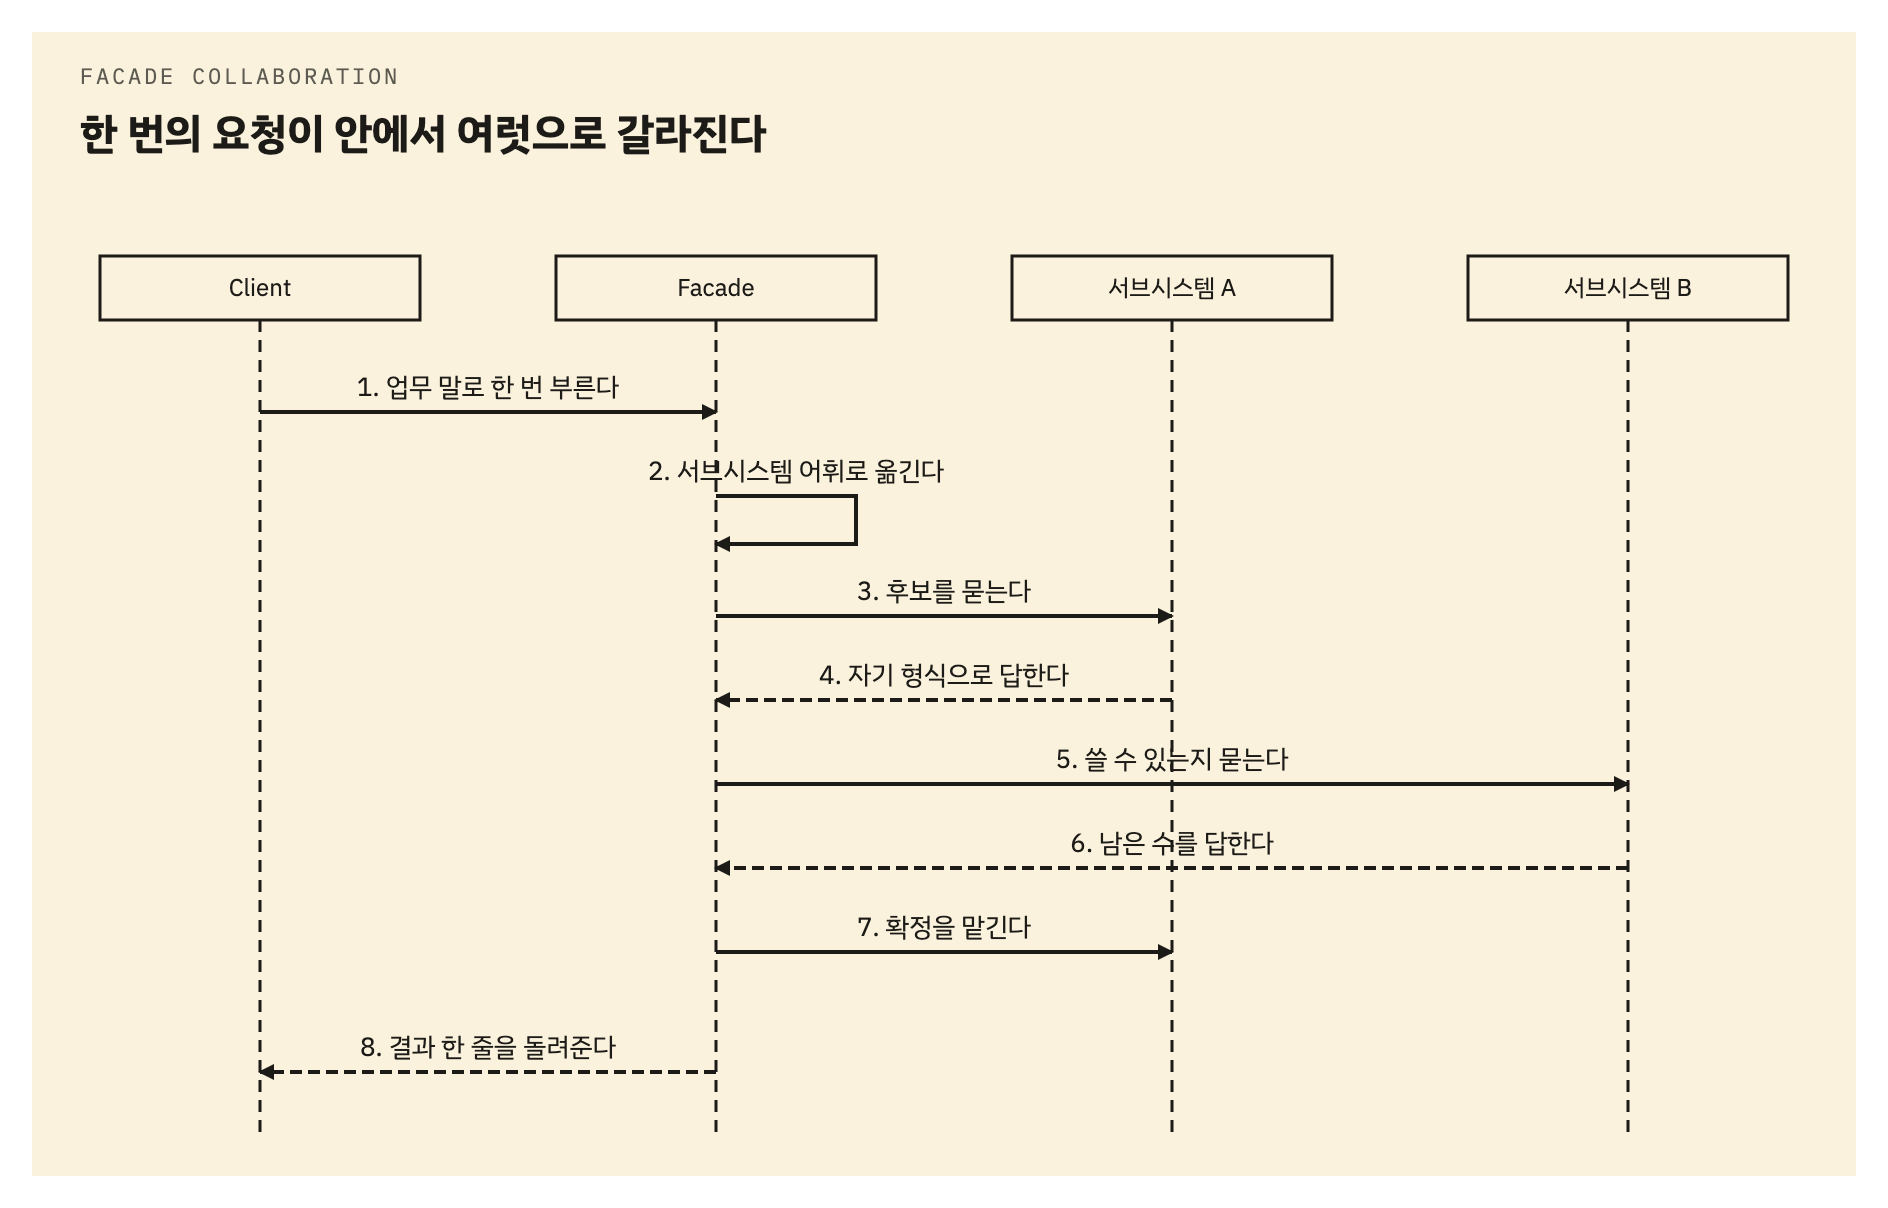 FACADE COLLABORATION
한 번의 요청이 안에서 여럿으로 갈라진다
Client
Facade
서브시스템 A
서브시스템 B
1. 업무 말로 한 번 부른다
2. 서브시스템 어휘로 옮긴다
3. 후보를 묻는다
4. 자기 형식으로 답한다
5. 쓸 수 있는지 묻는다
6. 남은 수를 답한다
7. 확정을 맡긴다
8. 결과 한 줄을 돌려준다